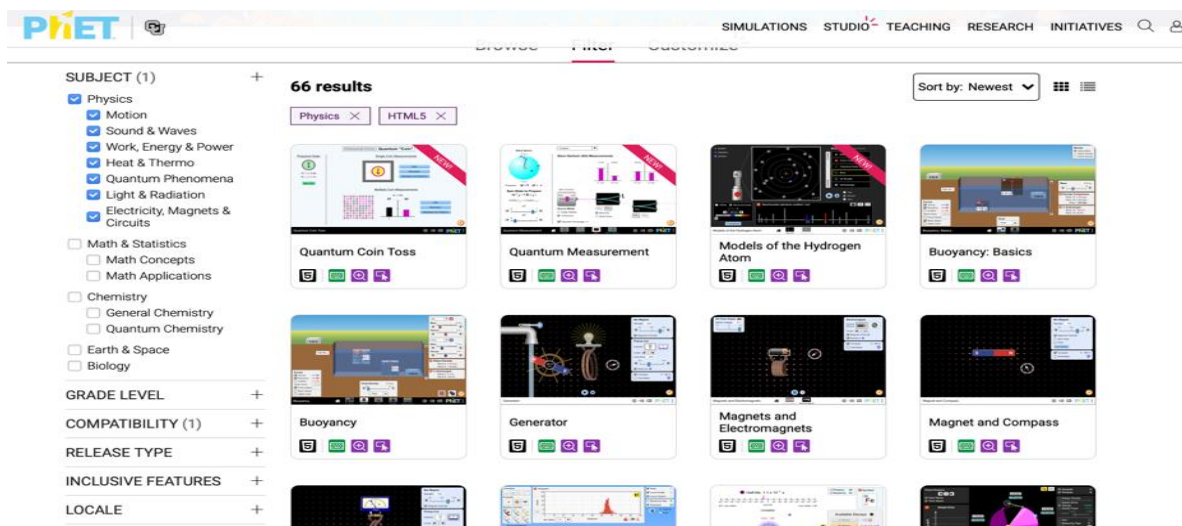 PhET
SIMULATIONS STUDIO TEACHING RESEARCH INITIATIVES
Browse Filter Customize
SUBJECT (1) +
Physics
Motion
Sound & Waves
Work, Energy & Power
Heat & Thermo
Quantum Phenomena
Light & Radiation
Electricity, Magnets &
Circuits
Math & Statistics
Math Concepts
Math Applications
Chemistry
General Chemistry
Quantum Chemistry
Earth & Space
Biology
GRADE LEVEL +
COMPATIBILITY (1) +
RELEASE TYPE +
INCLUSIVE FEATURES +
LOCALE +
66 results
Sort by: Newest
Physics ×
HTML5 ×
NEW!
NEW!
NEW!
Quantum Coin Toss
Quantum Measurement
Models of the Hydrogen
Atom
Buoyancy: Basics
Buoyancy
Generator
Magnets and
Electromagnets
Magnet and Compass